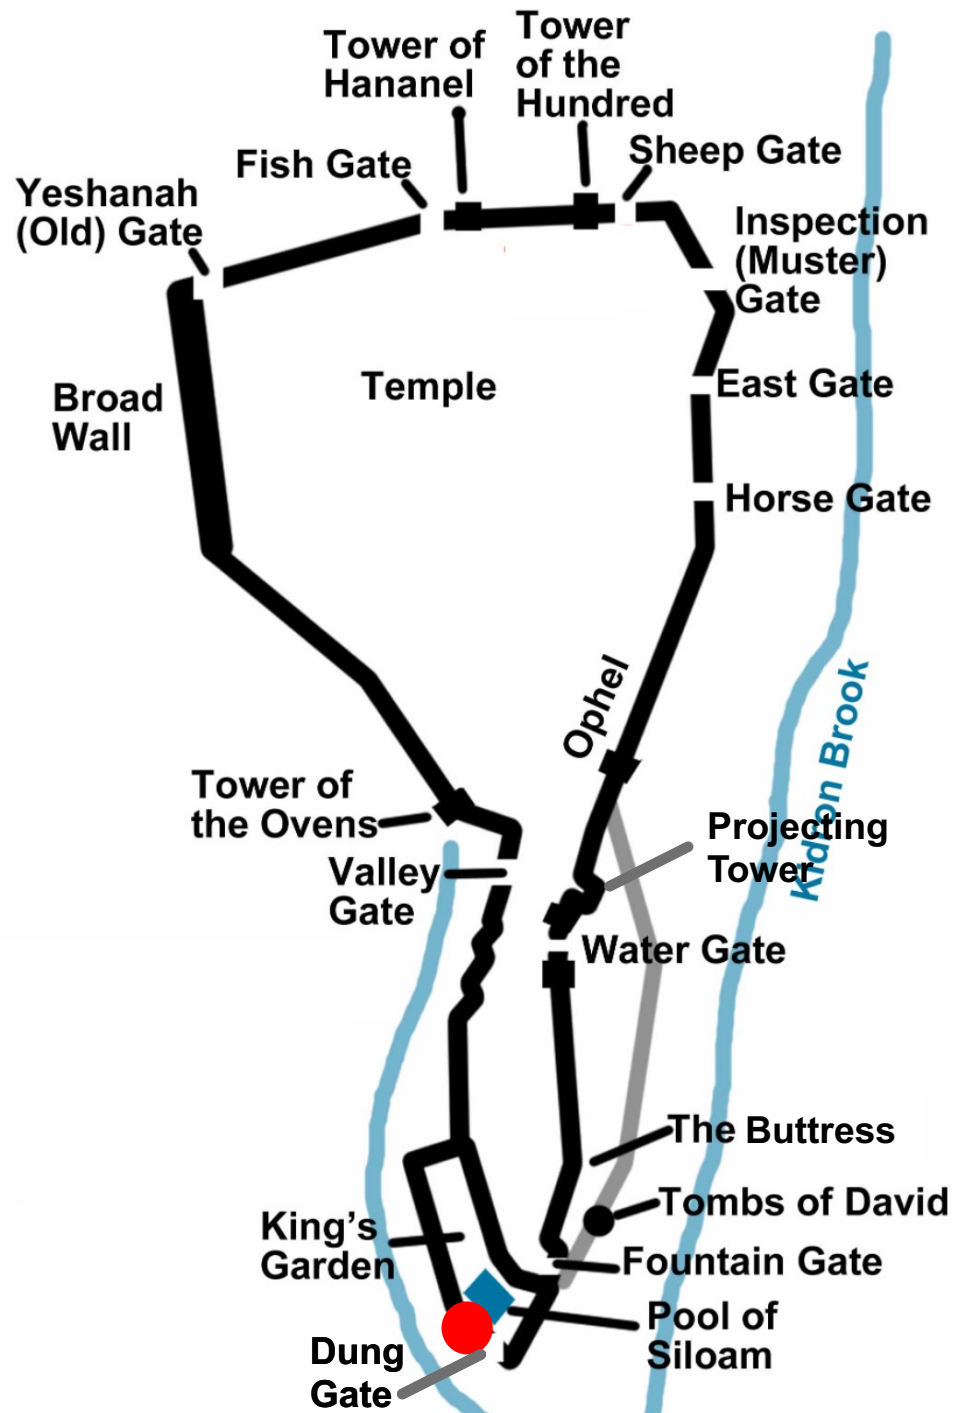 Tower of
Hananel
Tower
of the
Hundred
Fish Gate
Sheep Gate
Yeshanah
(Old) Gate
Inspection
(Muster)
Gate
Broad
Wall
Temple
East Gate
Horse Gate
Ophel
Kidron Brook
Tower of
the Ovens
Projecting
Tower
Valley
Gate
Water Gate
The Buttress
Tombs of David
King's
Garden
Fountain Gate
Pool of
Siloam
Dung
Gate